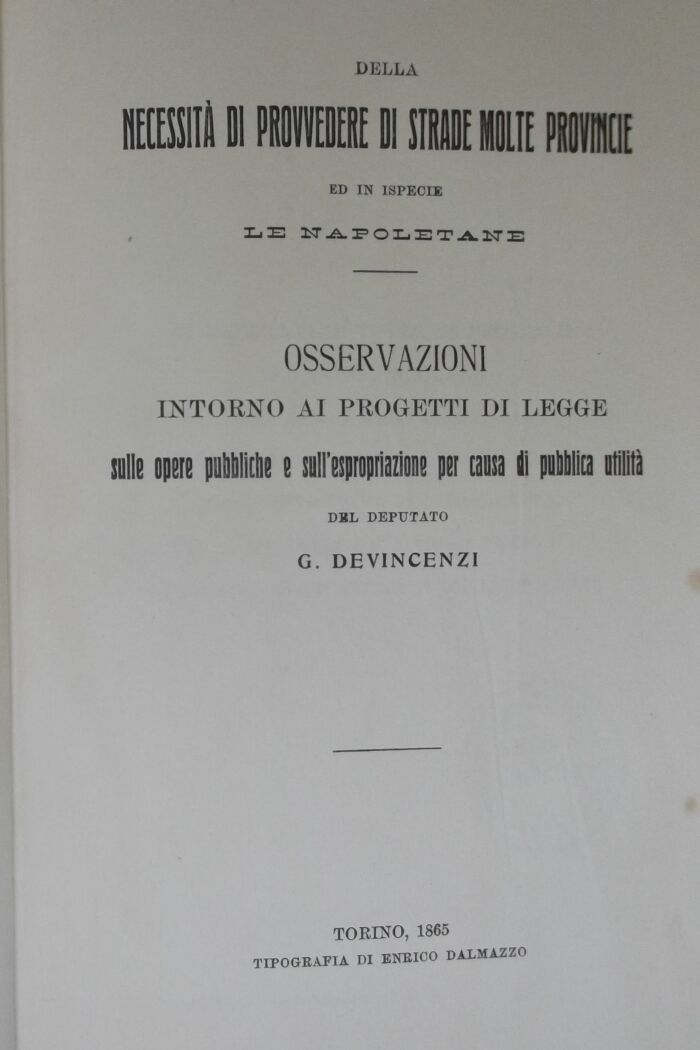 DELLA
NECESSITÀ DI PROVVEDERE DI STRADE MOLTE PROVINCIE
ED IN ISPECIE
LE NAPOLETANE
OSSERVAZIONI
INTORNO AI PROGETTI DI LEGGE
sulle opere pubbliche e sull'espropriazione per causa di pubblica utilità
DEL DEPUTATO
G. DEVINCENZI
TORINO, 1865
TIPOGRAFIA DI ENRICO DALMAZZO